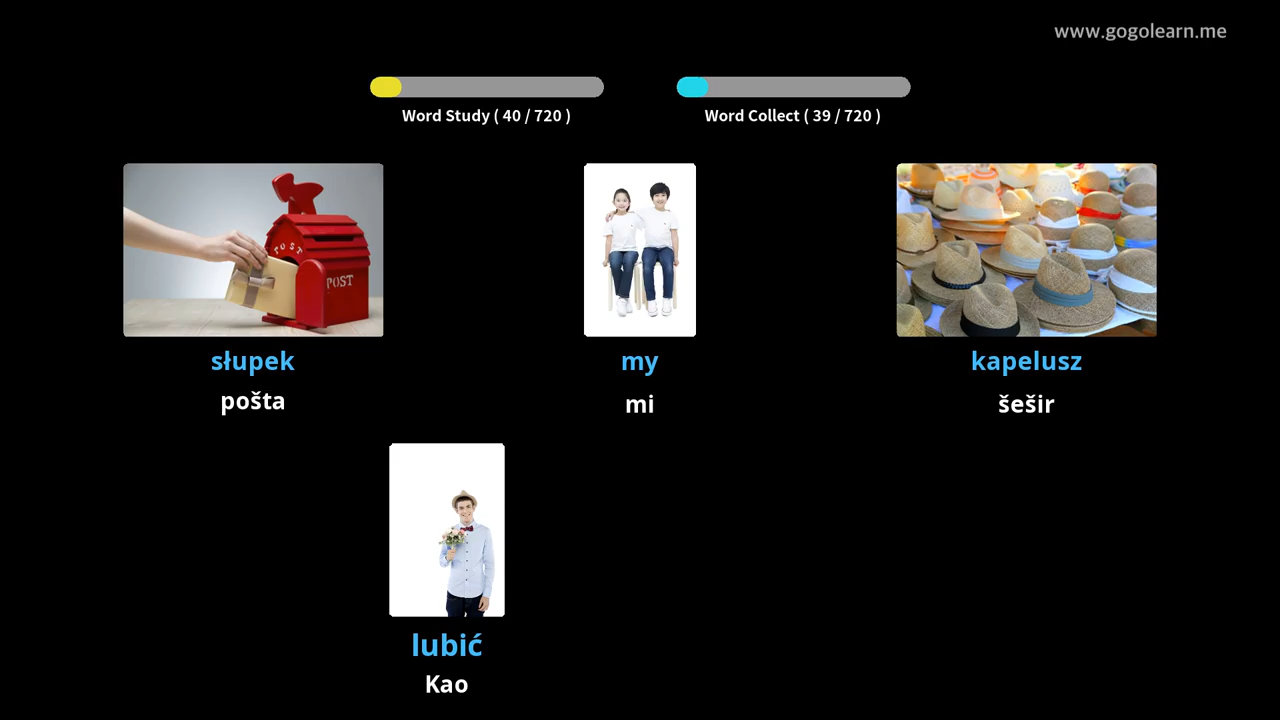 www.gogolearn.me
Word Study ( 40 / 720 )
Word Collect ( 39 / 720 )
POST
POST
słupek
my
kapelusz
pošta
mi
šešir
lubić
Kao